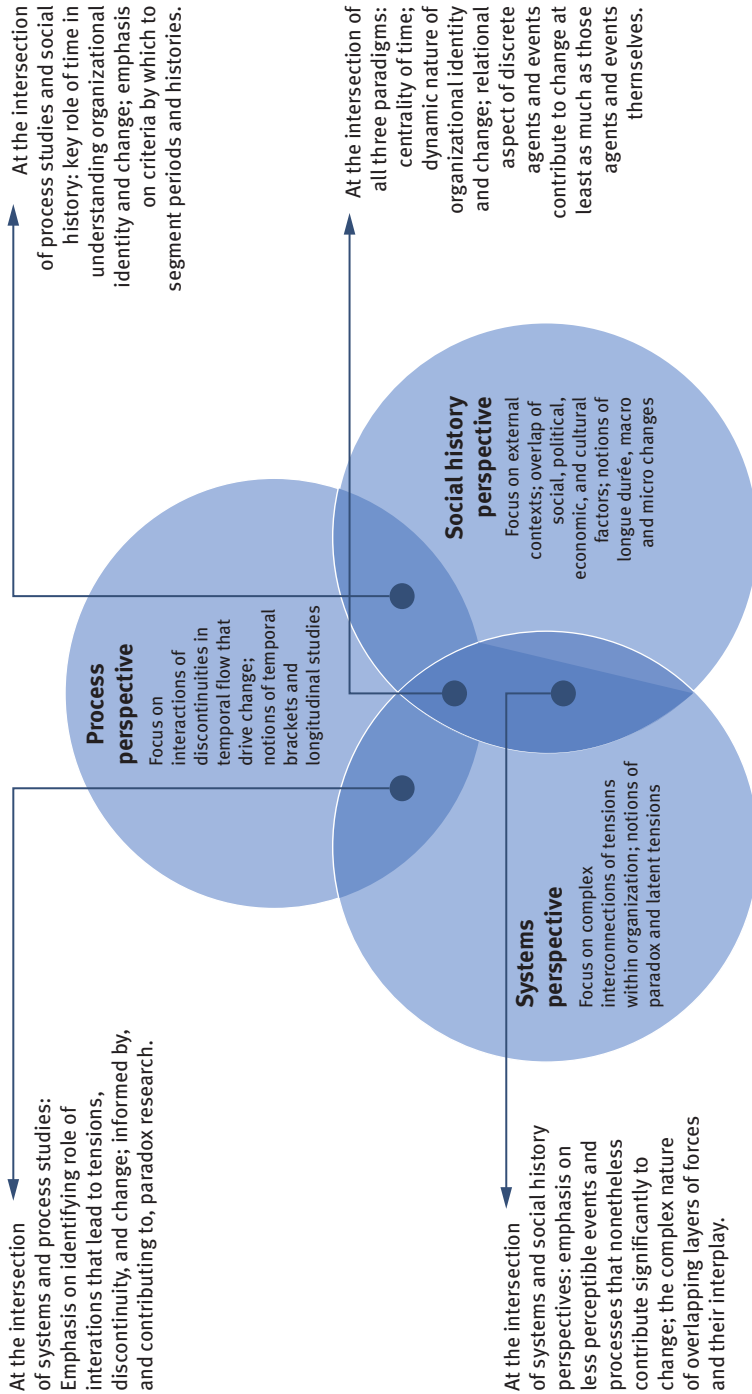 At the intersection
of systems and process studies:
Emphasis on identifying role of
interations that lead to tensions,
discontinuity, and change; informed by,
and contributing to, paradox research.
Process
perspective
Focus on
interactions of
discontinuities in
temporal flow that
drive change;
notions of temporal
brackets and
longitudinal studies
At the intersection
of process studies and social
history: key role of time in
understanding organizational
identity and change; emphasis
on criteria by which to
segment periods and histories.
At the intersection
of systems and social history
perspectives: emphasis on
less perceptible events and
processes that nonetheless
contribute significantly to
change; the complex nature
of overlapping layers of forces
and their interplay.
Systems
perspective
Focus on complex
interconnections of tensions
within organization; notions of
paradox and latent tensions
Social history
perspective
Focus on external
contexts; overlap of
social, political,
economic, and cultural
factors; notions of
longue durée, macro
and micro changes
At the intersection of
all three paradigms:
centrality of time;
dynamic nature of
organizational identity
and change; relational
aspect of discrete
agents and events
contribute to change at
least as much as those
agents and events
thernselves.